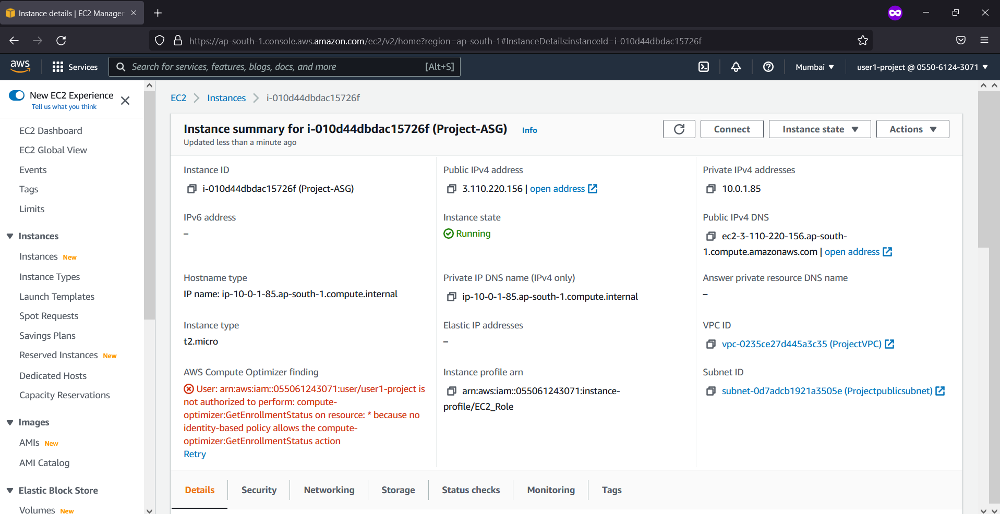 Instance details | EC2 Manager
https://ap-south-1.console.aws.amazon.com/ec2/v2/home?region=ap-south-1#InstanceDetails:instanceId=i-010d44dbdac15726f
aws
Services
Search for services, features, blogs, docs, and more
[Alt+S]
Mumbai
user1-project @ 0550-6124-3071
New EC2 Experience
Tell us what you think
EC2 Dashboard
EC2 Global View
Events
Tags
Limits
Instances
Instances New
Instance Types
Launch Templates
Spot Requests
Savings Plans
Reserved Instances New
Dedicated Hosts
Capacity Reservations
Images
AMIs New
AMI Catalog
Elastic Block Store
Volumes New
EC2 > Instances > i-010d44dbdac15726f
Instance summary for i-010d44dbdac15726f (Project-ASG) Info
Updated less than a minute ago
Connect
Instance state
Actions
Instance ID
i-010d44dbdac15726f (Project-ASG)
Public IPv4 address
3.110.220.156 | open address
Private IPv4 addresses
10.0.1.85
IPv6 address
–
Instance state
Running
Public IPv4 DNS
ec2-3-110-220-156.ap-south-
1.compute.amazonaws.com | open address
Hostname type
IP name: ip-10-0-1-85.ap-south-1.compute.internal
Private IP DNS name (IPv4 only)
ip-10-0-1-85.ap-south-1.compute.internal
Answer private resource DNS name
–
Instance type
t2.micro
Elastic IP addresses
–
VPC ID
vpc-0235ce27d445a3c35 (ProjectVPC)
AWS Compute Optimizer finding
User: arn:aws:iam::055061243071:user/user1-project is
not authorized to perform: compute-
optimizer:GetEnrollmentStatus on resource: * because no
identity-based policy allows the compute-
optimizer:GetEnrollmentStatus action
Retry
Instance profile arn
arn:aws:iam::055061243071:instance-
profile/EC2_Role
Subnet ID
subnet-0d7adcb1921a3505e (Projectpublicsubnet)
Details
Security
Networking
Storage
Status checks
Monitoring
Tags